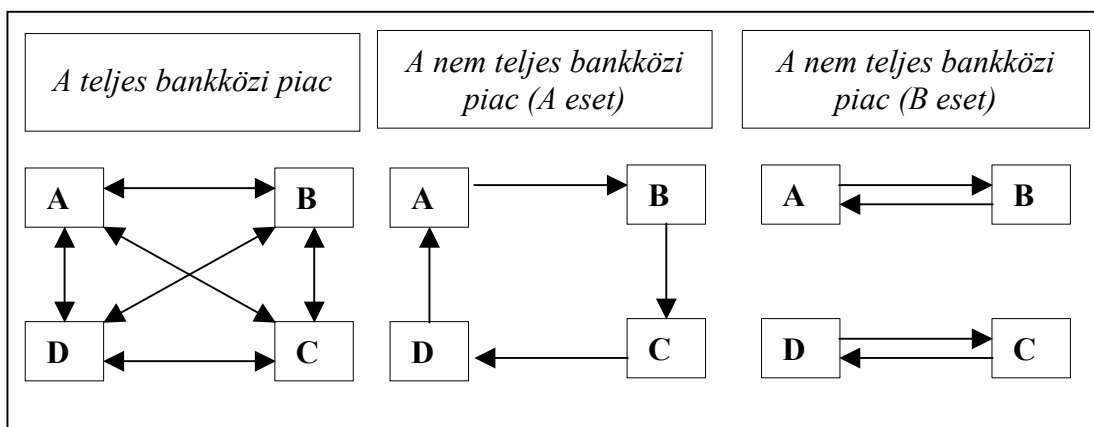 A teljes bankközi piac
A nem teljes bankközi
piac (A eset)
A nem teljes bankközi
piac (B eset)
A
B
D
C
A
B
D
C
A
B
D
C